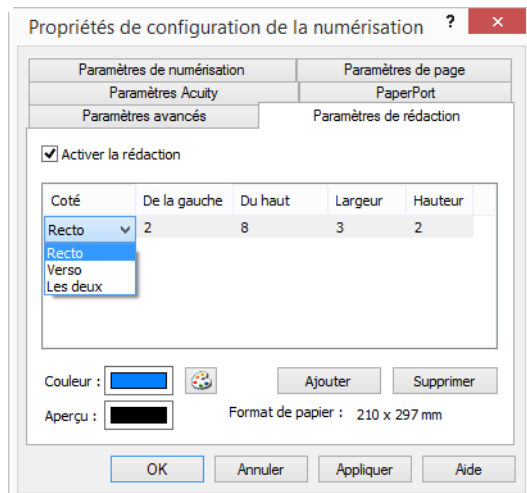 Propriétés de configuration de la numérisation ? ×
Paramètres de numérisation Paramètres de page
Paramètres Acuity PaperPort
Paramètres avancés Paramètres de rédaction
Activer la rédaction
Coté De la gauche Du haut Largeur Hauteur
Recto 2 8 3 2
Recto
Verso
Les deux
Couleur : Ajouter Supprimer
Aperçu : Format de papier : 210 x 297 mm
OK Annuler Appliquer Aide